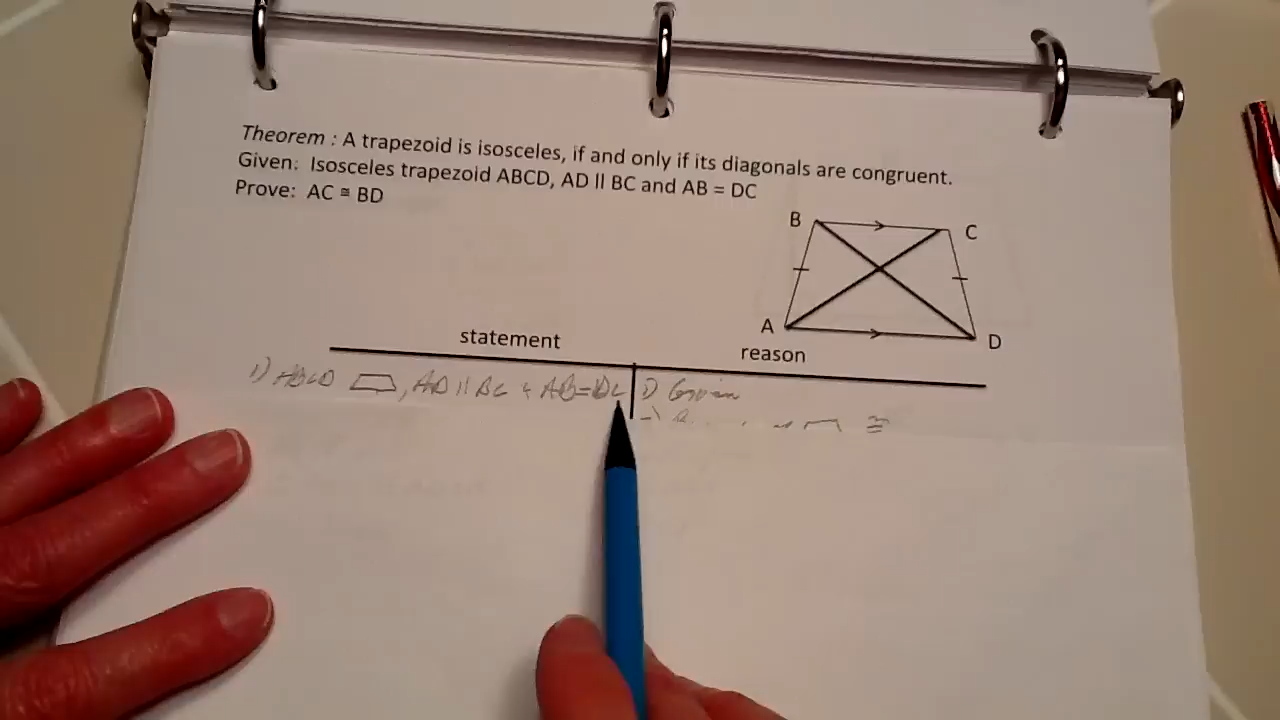 Theorem : A trapezoid is isosceles, if and only if its diagonals are congruent.
Given: Isosceles trapezoid ABCD, AD ll BC and AB = DC
Prove: AC ≅ BD
B
C
A
D
statement
reason
1) ABCD ▱, AD ll BC + AB=DC
1) Given
≅